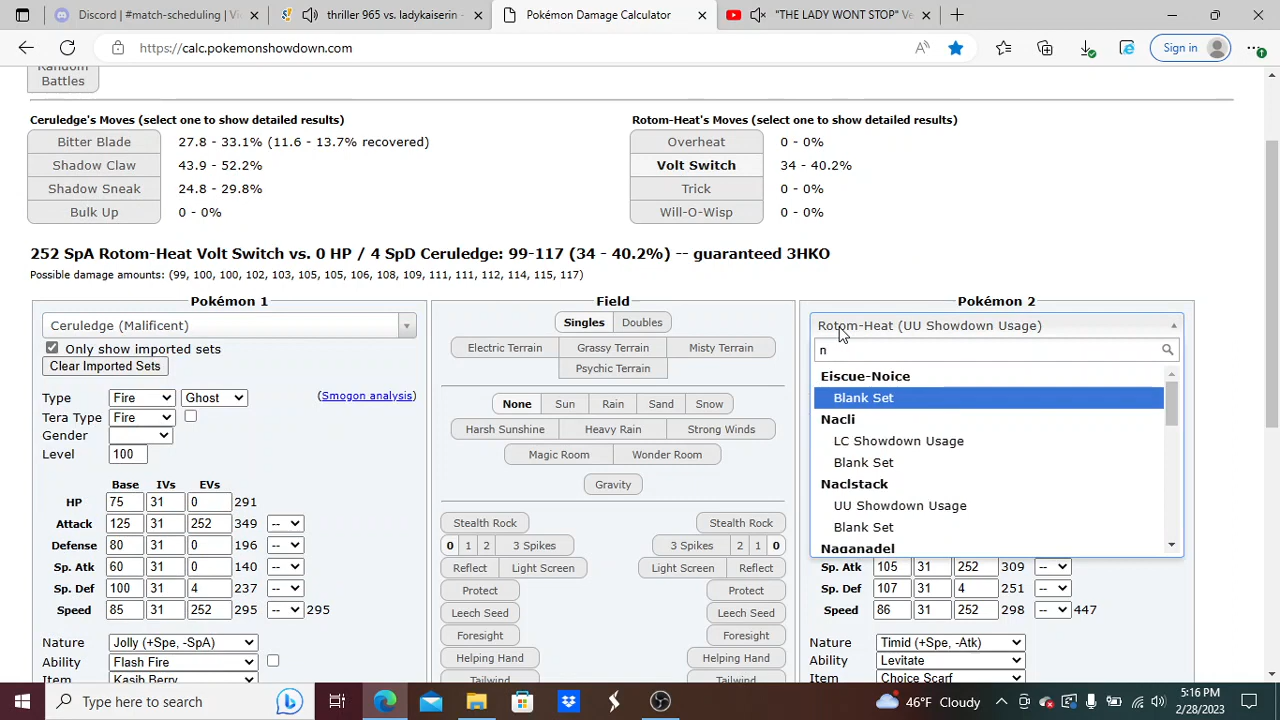 Discord | #match-scheduling | Vi
thriller 965 vs. ladykaiserin -
Pokémon Damage Calculator
"THE LADY WONT STOP" Ve
https://calc.pokemonshowdown.com
Sign in
Random
Battles
Ceruledge's Moves (select one to show detailed results)
Bitter Blade 27.8 - 33.1% (11.6 - 13.7% recovered)
Shadow Claw 43.9 - 52.2%
Shadow Sneak 24.8 - 29.8%
Bulk Up 0 - 0%
Rotom-Heat's Moves (select one to show detailed results)
Overheat 0 - 0%
Volt Switch 34 - 40.2%
Trick 0 - 0%
Will-O-Wisp 0 - 0%
252 SpA Rotom-Heat Volt Switch vs. 0 HP / 4 SpD Ceruledge: 99-117 (34 - 40.2%) -- guaranteed 3HKO
Possible damage amounts: (99, 100, 100, 102, 103, 105, 105, 106, 108, 109, 111, 111, 112, 114, 115, 117)
Pokémon 1
Ceruledge (Malificent)
Only show imported sets
Clear Imported Sets
Type Fire Ghost (Smogon analysis)
Tera Type Fire
Gender
Level 100
Base IVs EVs
HP 75 31 0 291
Attack 125 31 252 349 --
Defense 80 31 0 196 --
Sp. Atk 60 31 0 140 --
Sp. Def 100 31 4 237 --
Speed 85 31 252 295 -- 295
Nature Jolly (+Spe, -SpA)
Ability Flash Fire
Item Kasib Berry
Field
Singles Doubles
Electric Terrain Grassy Terrain Misty Terrain
Psychic Terrain
None Sun Rain Sand Snow
Harsh Sunshine Heavy Rain Strong Winds
Magic Room Wonder Room
Gravity
Stealth Rock Stealth Rock
0 1 2 3 Spikes 3 Spikes 2 1 0
Reflect Light Screen Light Screen Reflect
Protect Protect
Leech Seed Leech Seed
Foresight Foresight
Helping Hand Helping Hand
Tailwind Tailwind
Pokémon 2
Rotom-Heat (UU Showdown Usage)
n
Eiscue-Noice
Blank Set
Nacli
LC Showdown Usage
Blank Set
Naclstack
UU Showdown Usage
Blank Set
Naganadel
Sp. Atk 105 31 252 309 --
Sp. Def 107 31 4 251 --
Speed 86 31 252 298 -- 447
Nature Timid (+Spe, -Atk)
Ability Levitate
Item Choice Scarf
Type here to search
46°F Cloudy
5:16 PM
2/28/2023